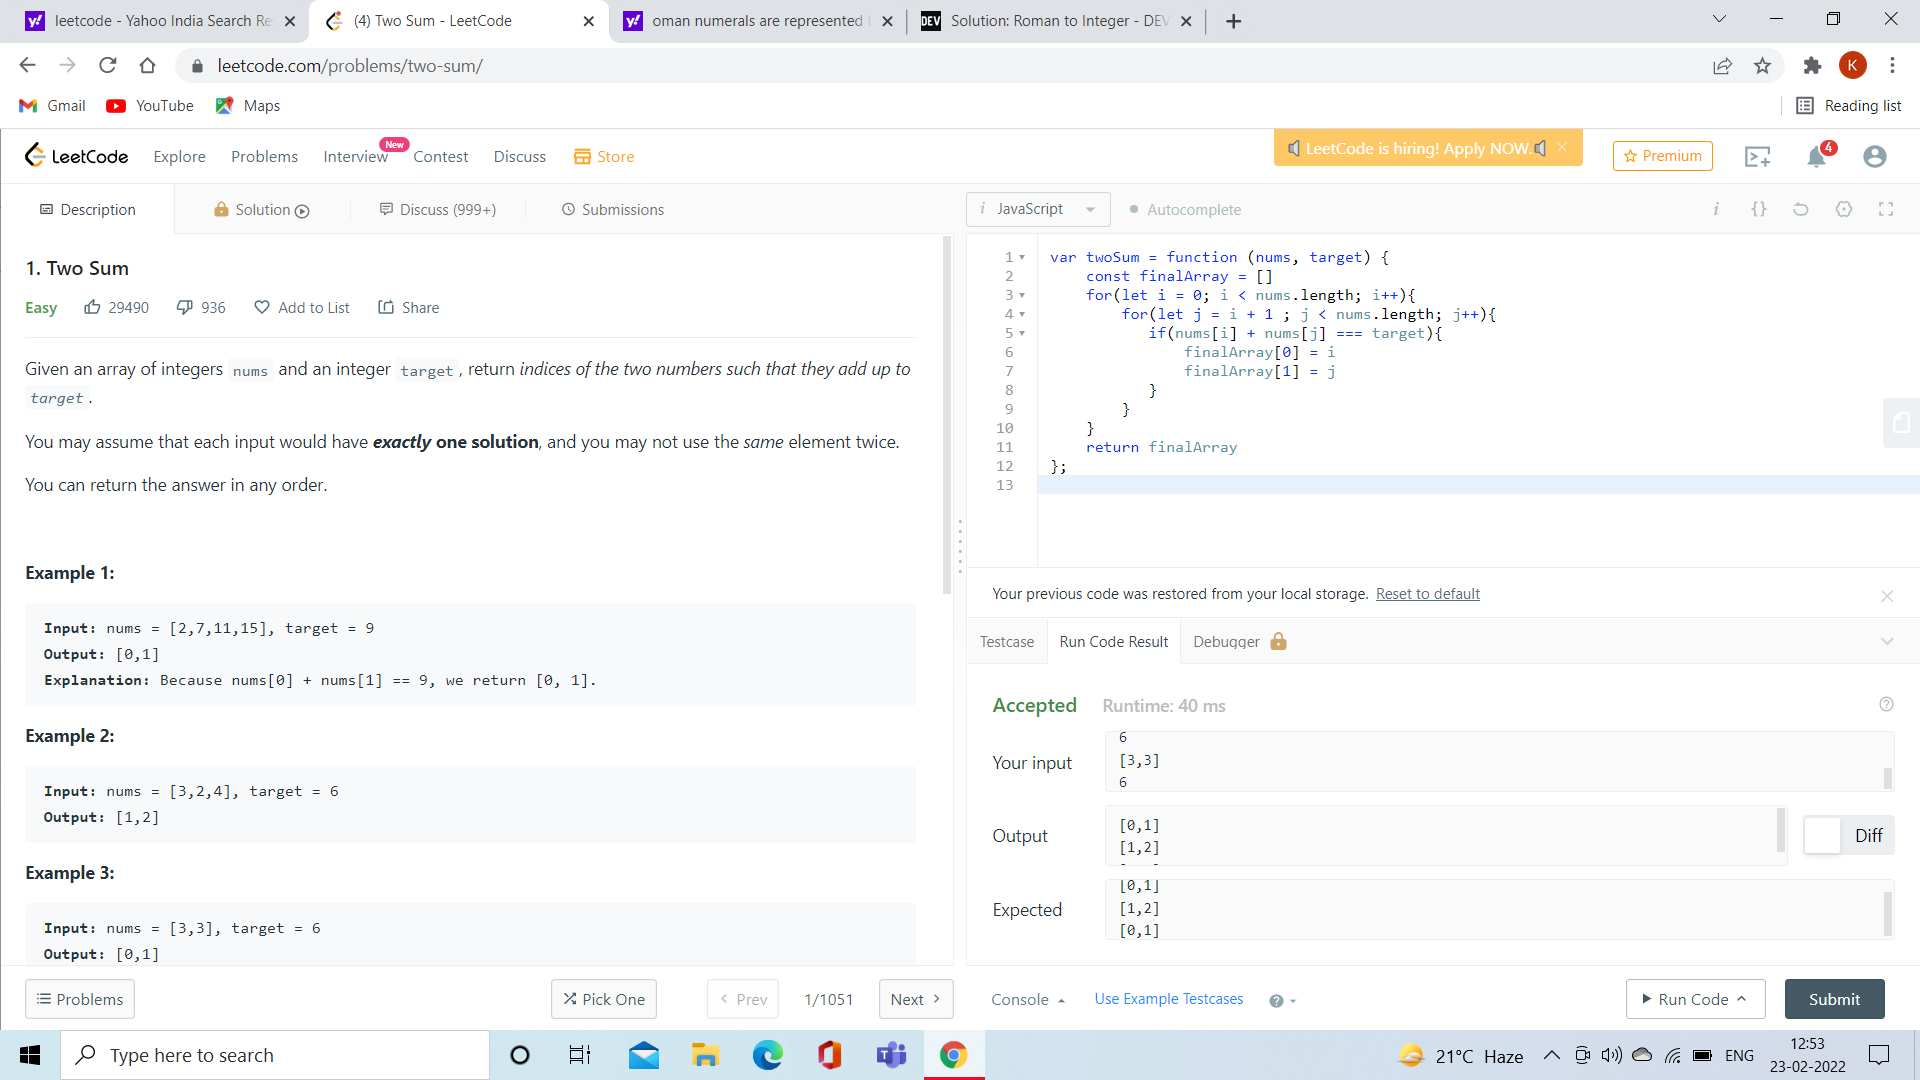 leetcode - Yahoo India Search Re
(4) Two Sum - LeetCode
oman numerals are represented
Solution: Roman to Integer - DEV
leetcode.com/problems/two-sum/
K
Gmail YouTube Maps
Reading list
LeetCode Explore Problems Interview New Contest Discuss Store
LeetCode is hiring! Apply NOW.
Premium
4
Description Solution Discuss (999+) Submissions
1. Two Sum
Easy 29490 936 Add to List Share
Given an array of integers nums and an integer target , return indices of the two numbers such that they add up to
target .
You may assume that each input would have exactly one solution, and you may not use the same element twice.
You can return the answer in any order.
Example 1:
Input: nums = [2,7,11,15], target = 9
Output: [0,1]
Explanation: Because nums[0] + nums[1] == 9, we return [0, 1].
Example 2:
Input: nums = [3,2,4], target = 6
Output: [1,2]
Example 3:
Input: nums = [3,3], target = 6
Output: [0,1]
Problems Pick One Prev 1/1051 Next
i JavaScript Autocomplete
i {}
1 var twoSum = function (nums, target) {
2 const finalArray = []
3 for(let i = 0; i < nums.length; i++){
4 for(let j = i + 1 ; j < nums.length; j++){
5 if(nums[i] + nums[j] === target){
6 finalArray[0] = i
7 finalArray[1] = j
8 }
9 }
10 }
11 return finalArray
12 };
13
Your previous code was restored from your local storage. Reset to default
Testcase Run Code Result Debugger
Accepted Runtime: 40 ms
Your input
6
[3,3]
6
Output
[0,1]
[1,2]
Diff
Expected
[0,1]
[1,2]
[0,1]
Console Use Example Testcases
Run Code Submit
Type here to search
21°C Haze
ENG
12:53
23-02-2022